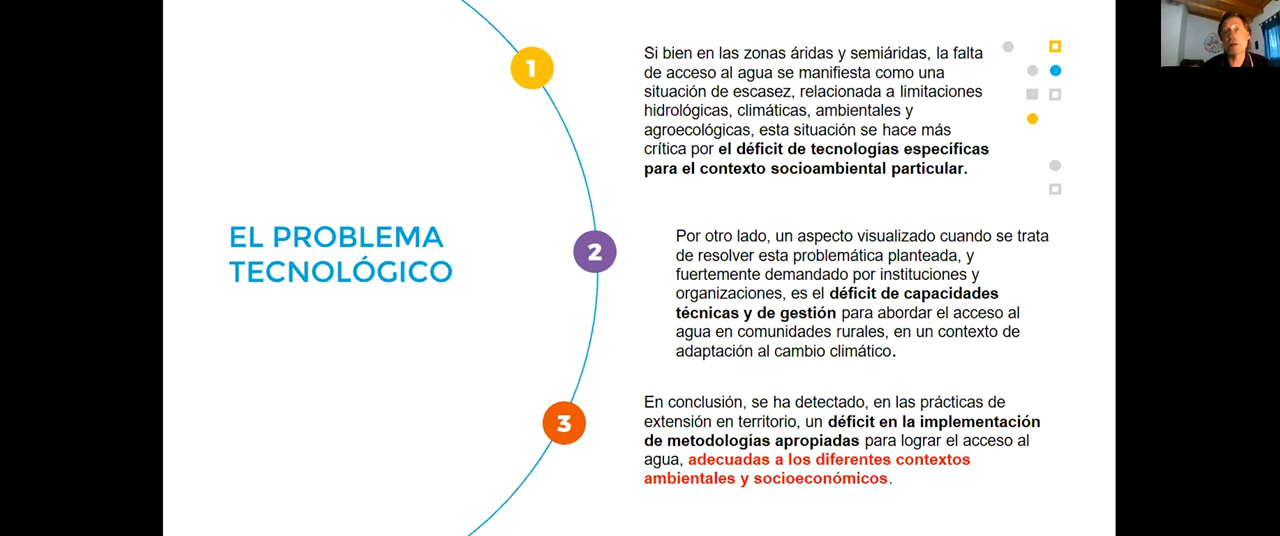 EL PROBLEMA
TECNOLÓGICO
1
Si bien en las zonas áridas y semiáridas, la falta
de acceso al agua se manifiesta como una
situación de escasez, relacionada a limitaciones
hidrológicas, climáticas, ambientales y
agroecológicas, esta situación se hace más
crítica por el déficit de tecnologías específicas
para el contexto socioambiental particular.
2
Por otro lado, un aspecto visualizado cuando se trata
de resolver esta problemática planteada, y
fuertemente demandado por instituciones y
organizaciones, es el déficit de capacidades
técnicas y de gestión para abordar el acceso al
agua en comunidades rurales, en un contexto de
adaptación al cambio climático.
3
En conclusión, se ha detectado, en las prácticas de
extensión en territorio, un déficit en la implementación
de metodologías apropiadas para lograr el acceso al
agua, adecuadas a los diferentes contextos
ambientales y socioeconómicos.